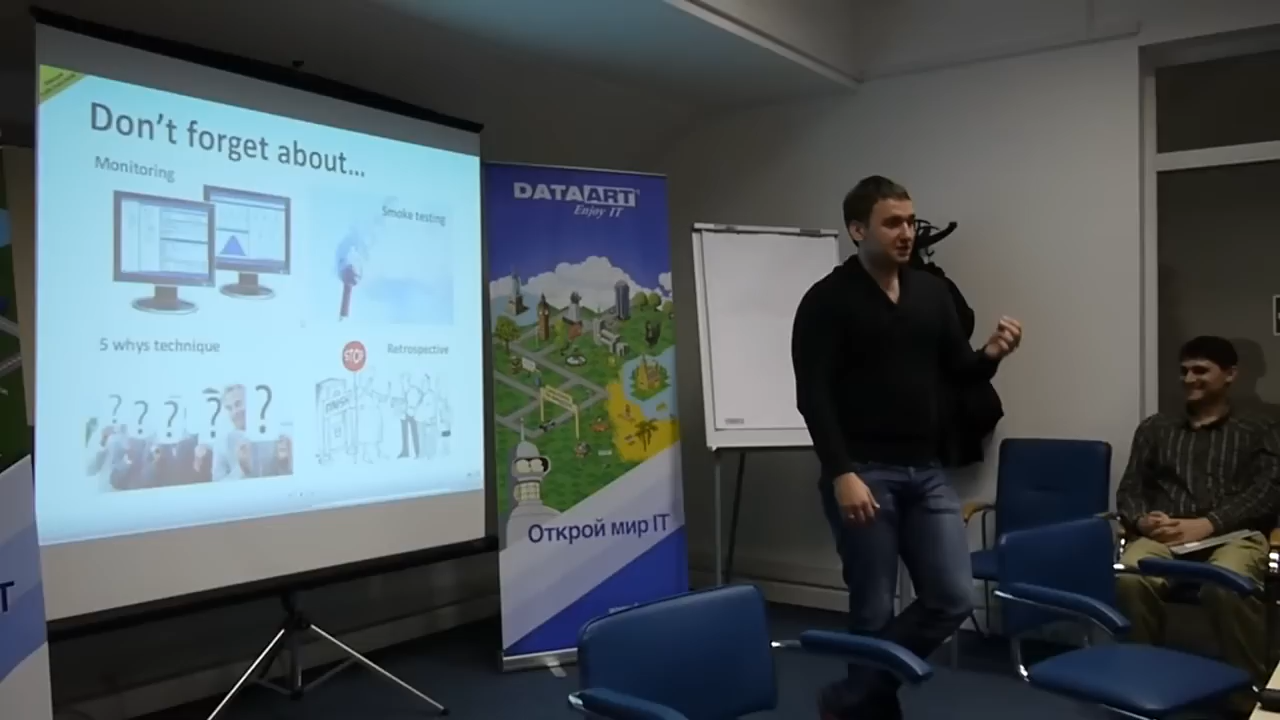 Don't forget about...
Monitoring
Smoke testing
5 whys technique
Retrospective
STOP
? ? ? ? ?
DATAART
Enjoy IT
Открой мир IT
T